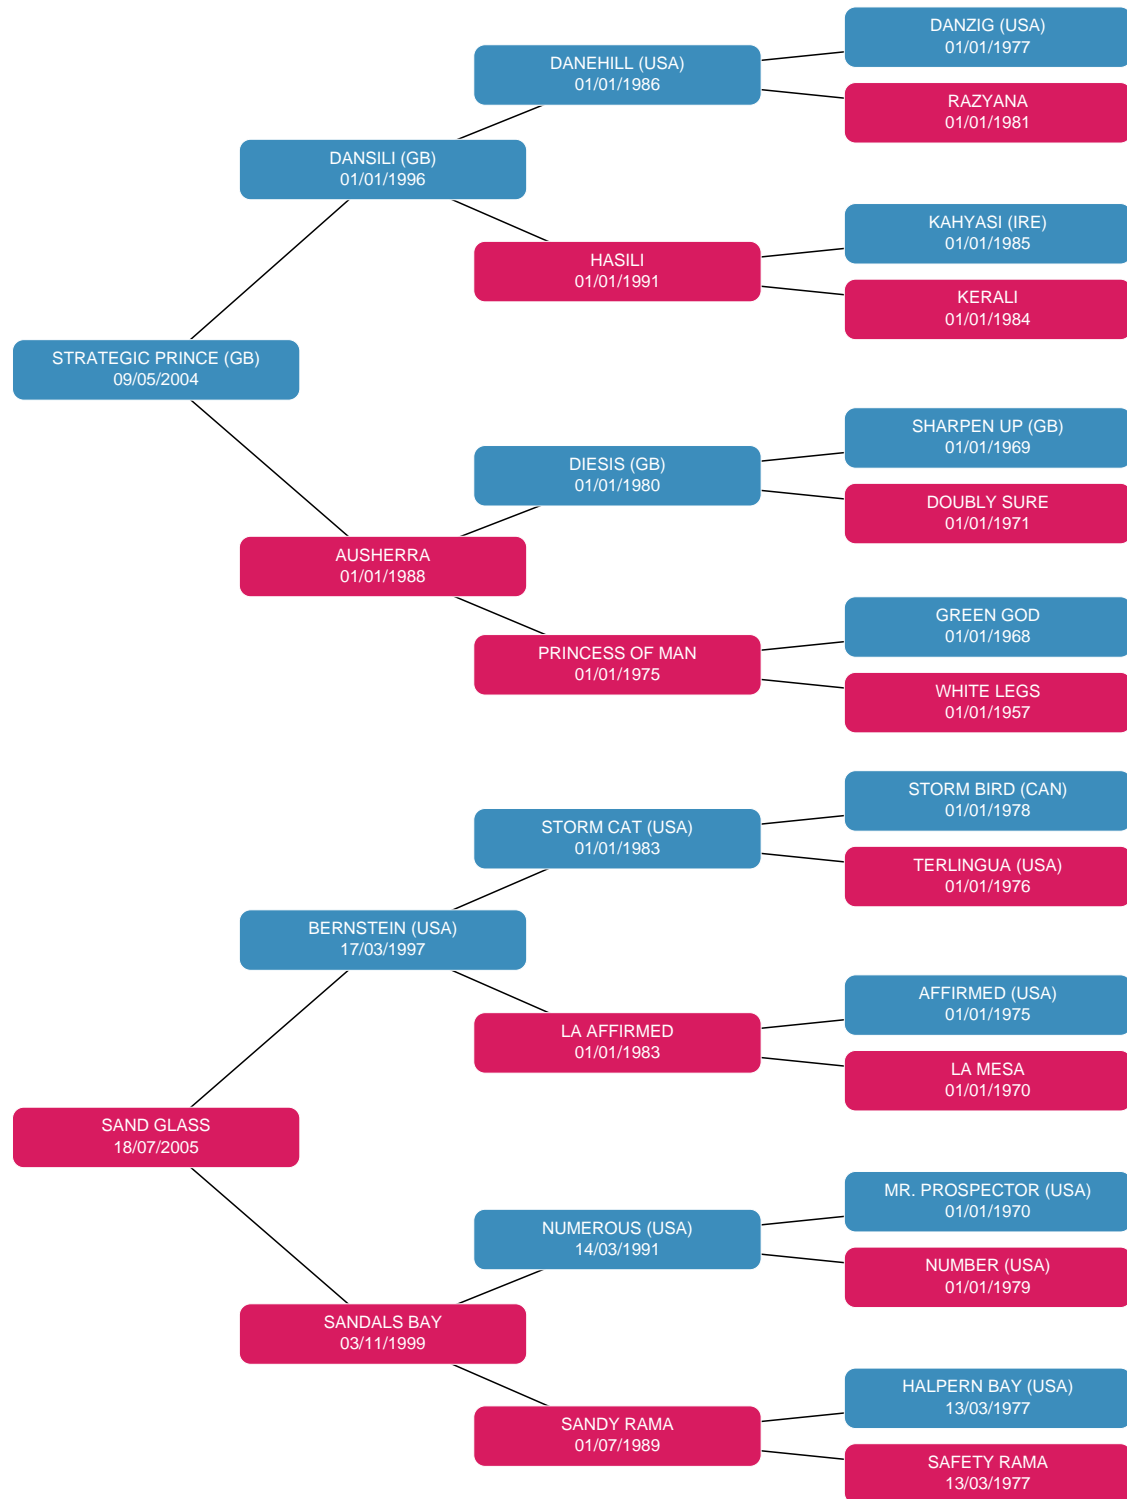 DANZIG (USA)
01/01/1977
DANEHILL (USA)
01/01/1986
RAZYANA
01/01/1981
DANSILI (GB)
01/01/1996
KAHYASI (IRE)
01/01/1985
HASILI
01/01/1991
KERALI
01/01/1984
STRATEGIC PRINCE (GB)
09/05/2004
SHARPEN UP (GB)
01/01/1969
DIESIS (GB)
01/01/1980
DOUBLY SURE
01/01/1971
AUSHERRA
01/01/1988
GREEN GOD
01/01/1968
PRINCESS OF MAN
01/01/1975
WHITE LEGS
01/01/1957
STORM BIRD (CAN)
01/01/1978
STORM CAT (USA)
01/01/1983
TERLINGUA (USA)
01/01/1976
BERNSTEIN (USA)
17/03/1997
AFFIRMED (USA)
01/01/1975
LA AFFIRMED
01/01/1983
LA MESA
01/01/1970
SAND GLASS
18/07/2005
MR. PROSPECTOR (USA)
01/01/1970
NUMEROUS (USA)
14/03/1991
NUMBER (USA)
01/01/1979
SANDALS BAY
03/11/1999
HALPERN BAY (USA)
13/03/1977
SANDY RAMA
01/07/1989
SAFETY RAMA
13/03/1977